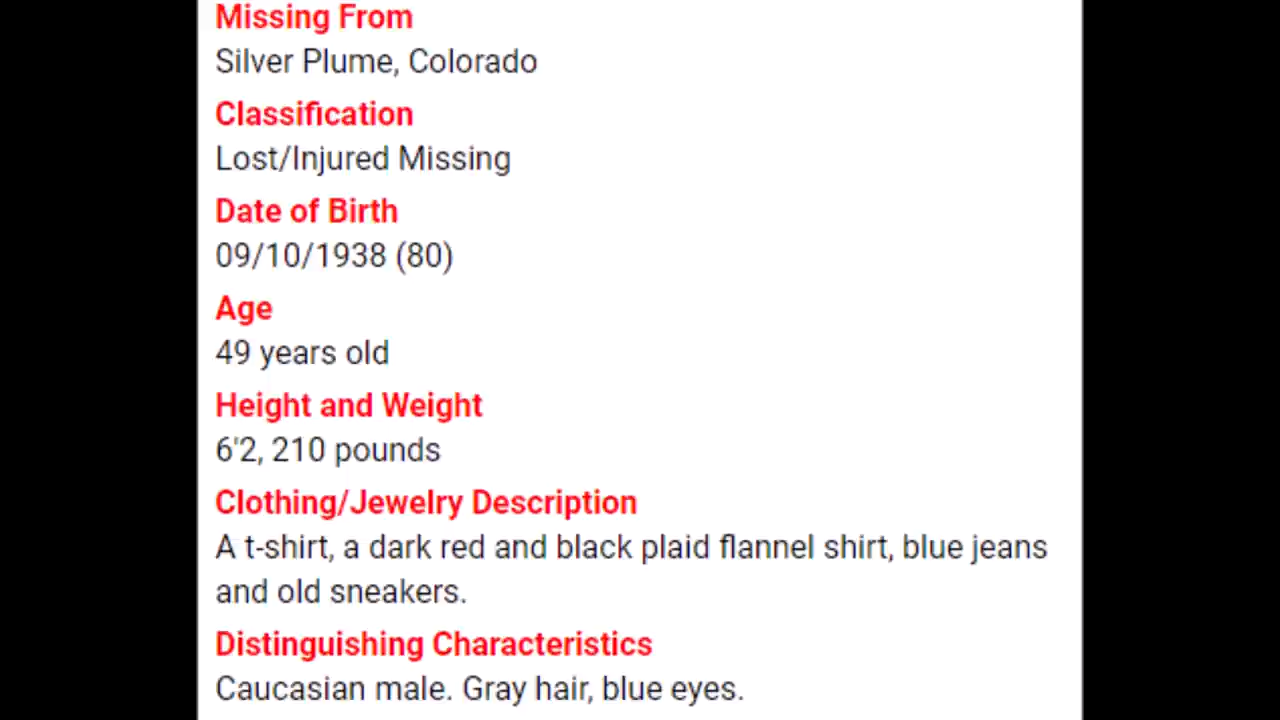 Missing From
Silver Plume, Colorado
Classification
Lost/Injured Missing
Date of Birth
09/10/1938 (80)
Age
49 years old
Height and Weight
6'2, 210 pounds
Clothing/Jewelry Description
A t-shirt, a dark red and black plaid flannel shirt, blue jeans
and old sneakers.
Distinguishing Characteristics
Caucasian male. Gray hair, blue eyes.